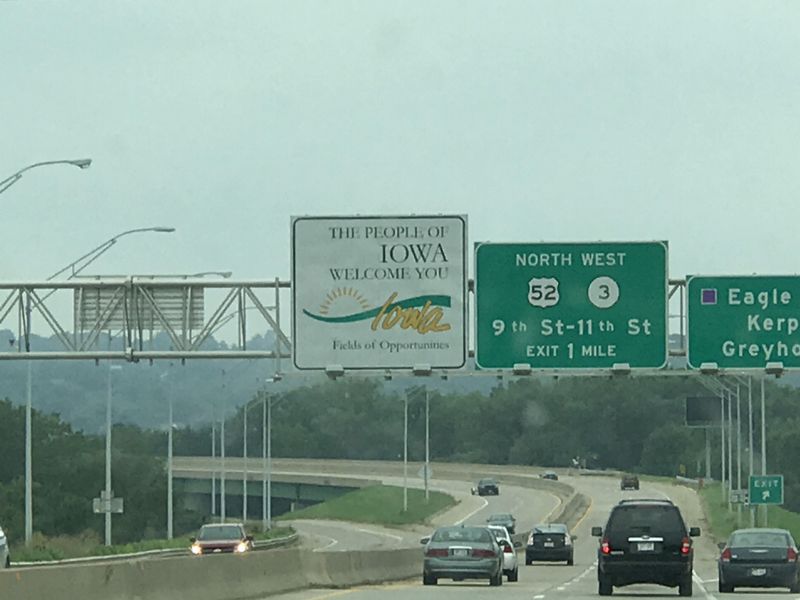 THE PEOPLE OF
IOWA
WELCOME YOU
Iowa
Fields of Opportunities
NORTH WEST
52 3
9th St-11th St
EXIT 1 MILE
Eagle
Kerp
Greyho
EXIT